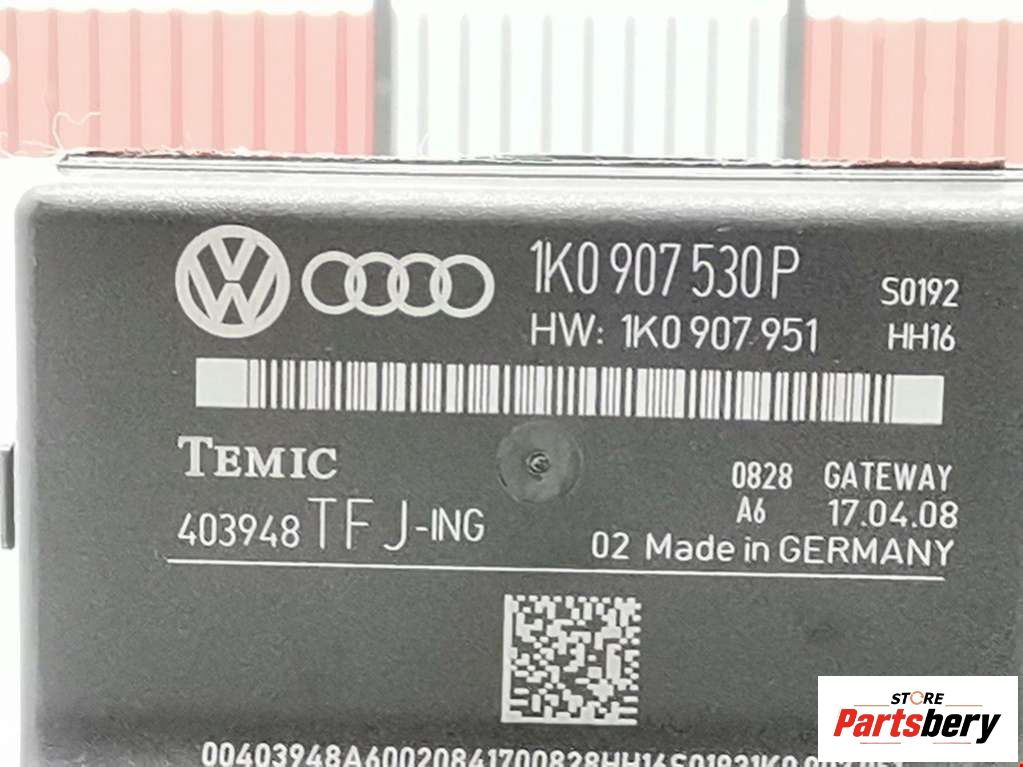 1K0 907 530 P
S0192
HW: 1K0 907 951
HH16
TEMIC
0828 GATEWAY
A6 17.04.08
403948 TFJ-ING
02 Made in GERMANY
STORE
Partsbery